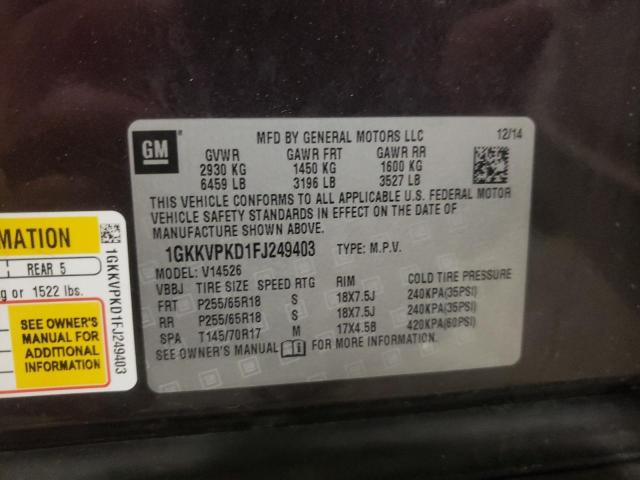 GM
MFD BY GENERAL MOTORS LLC 12/14
GVWR GAWR FRT GAWR RR
2930 KG 1450 KG 1600 KG
6459 LB 3196 LB 3527 LB
THIS VEHICLE CONFORMS TO ALL APPLICABLE U.S. FEDERAL MOTOR
VEHICLE SAFETY STANDARDS IN EFFECT ON THE DATE OF
MANUFACTURE SHOWN ABOVE.
1GKKVPKD1FJ249403 TYPE: M.P.V.
MODEL: V14526
VBBJ TIRE SIZE SPEED RTG RIM COLD TIRE PRESSURE
FRT P255/65R18 S 18X7.5J 240KPA(35PSI)
RR P255/65R18 S 18X7.5J 240KPA(35PSI)
SPA T145/70R17 M 17X4.5B 420KPA(60PSI)
SEE OWNER'S MANUAL FOR MORE INFORMATION.
MATION
REAR 5
g or 1522 lbs.
SEE OWNER'S
MANUAL FOR
ADDITIONAL
INFORMATION
1GKKVPKD1FJ249403